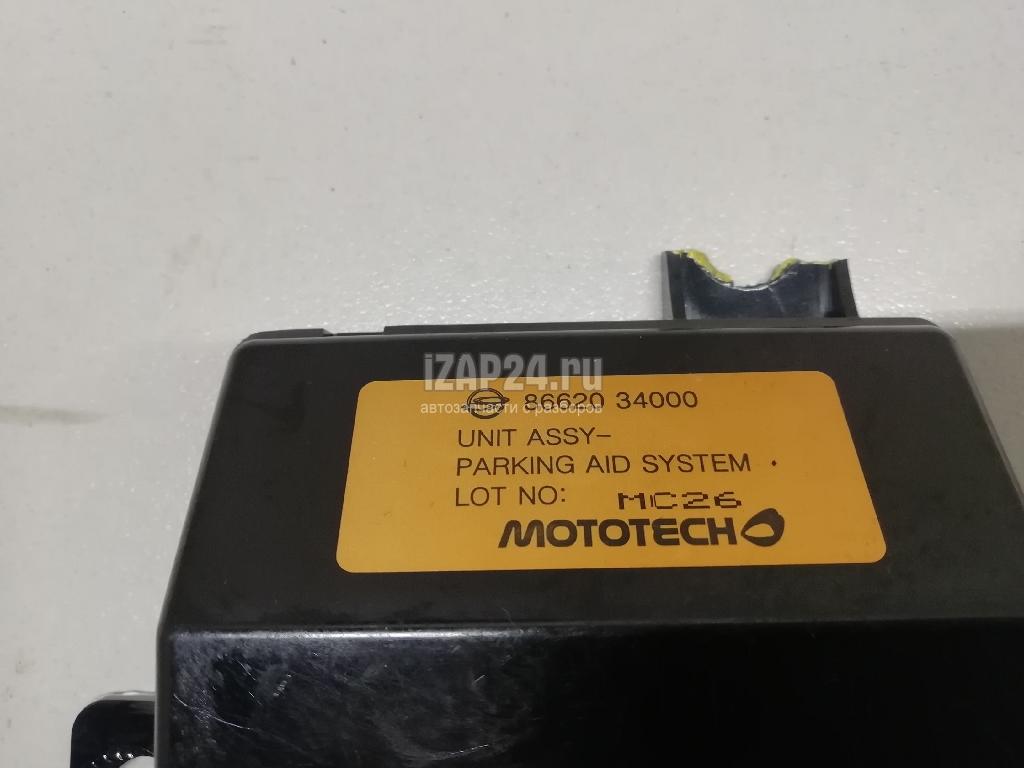 iZAP24.ru
автозапчасти с разборов
86620 34000
UNIT ASSY-
PARKING AID SYSTEM
LOT NO: MC26
MOTOTECH